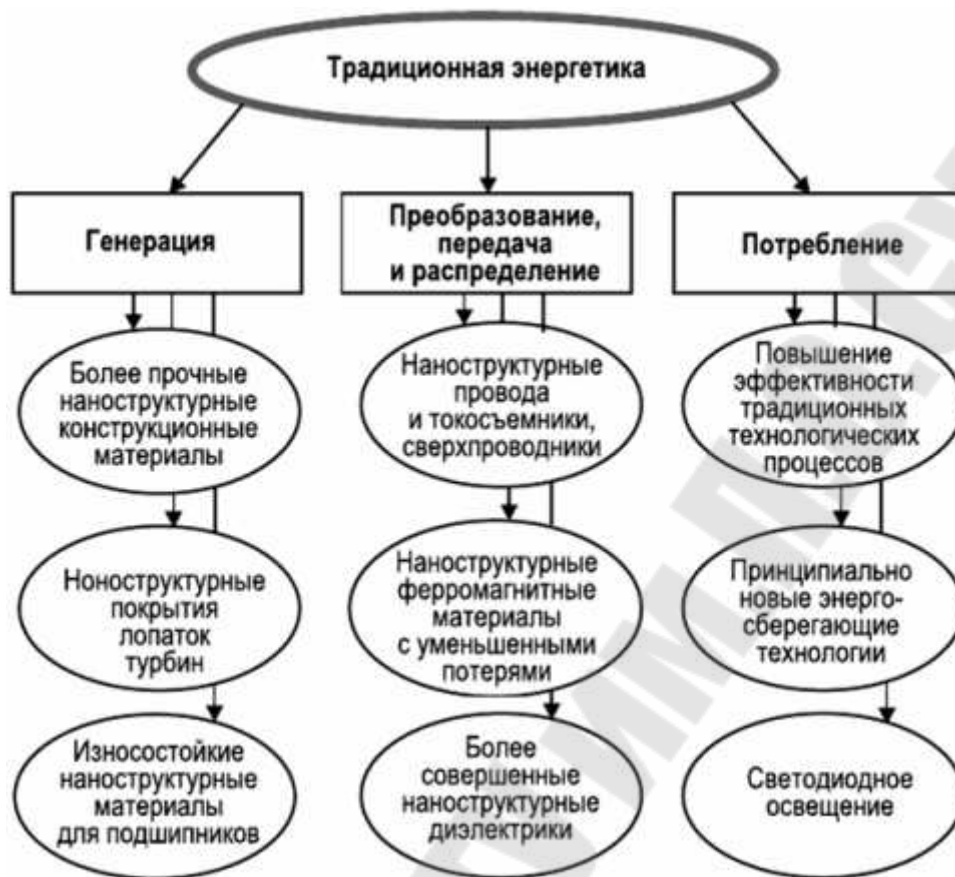 Традиционная энергетика
Генерация
Преобразование,
передача
и распределение
Потребление
Более прочные
наноструктурные
конструкционные
материалы
Наноструктурные
провода
и токосъемники,
сверхпроводники
Повышение
эффективности
традиционных
технологических
процессов
Ноноструктурные
покрытия
лопаток
турбин
Наноструктурные
ферромагнитные
материалы
с уменьшенными
потерями
Принципиально
новые энерго-
сберегающие
технологии
Износостойкие
наноструктурные
материалы
для подшипников
Более
совершенные
наноструктурные
диэлектрики
Светодиодное
освещение